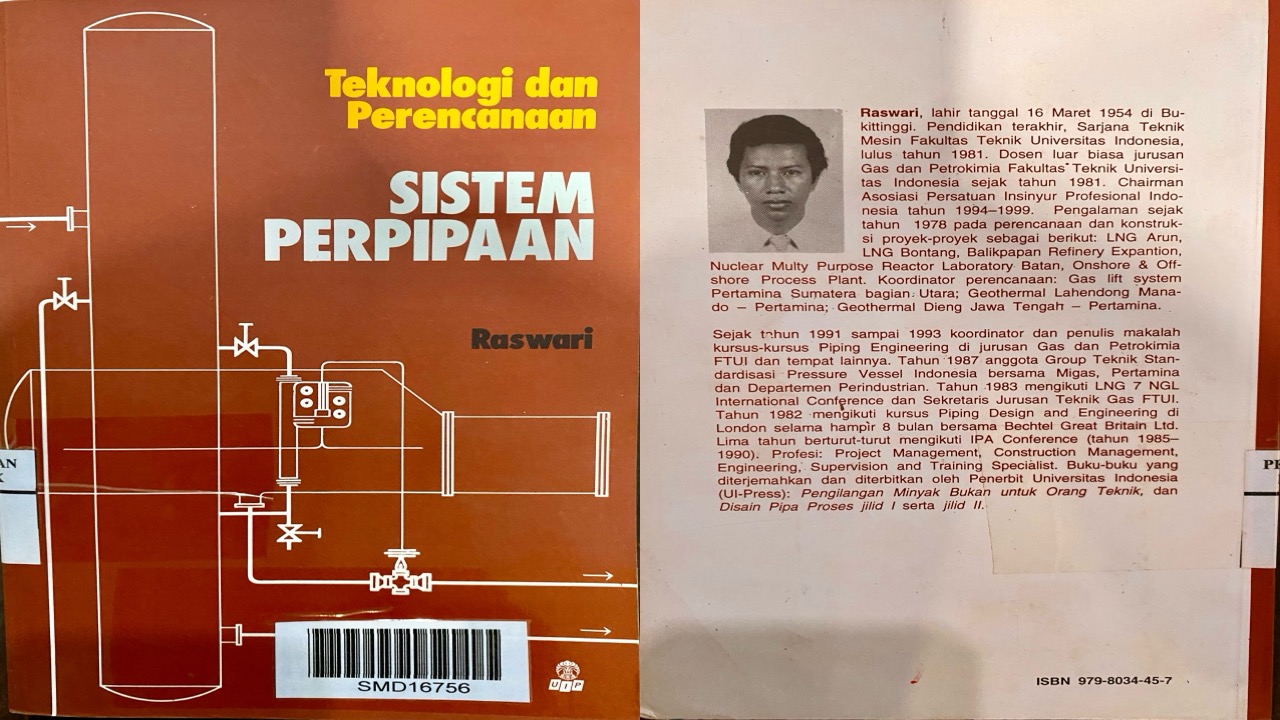 Teknologi dan
Perencanaan
SISTEM
PERPIPAAN
Raswari
AN
K
SMD16756
UIP
Raswari, lahir tanggal 16 Maret 1954 di Bu-
kittinggi. Pendidikan terakhir, Sarjana Teknik
Mesin Fakultas Teknik Universitas Indonesia,
lulus tahun 1981. Dosen luar biasa jurusan
Gas dan Petrokimia Fakultas Teknik Universi-
tas Indonesia sejak tahun 1981. Chairman
Asosiasi Persatuan Insinyur Profesional Indo-
nesia tahun 1994–1999. Pengalaman sejak
tahun 1978 pada perencanaan dan konstruk-
si proyek-proyek sebagai berikut: LNG Arun,
LNG Bontang, Balikpapan Refinery Expantion,
Nuclear Multy Purpose Reactor Laboratory Batan, Onshore & Off-
shore Process Plant. Koordinator perencanaan: Gas lift system
Pertamina Sumatera bagian Utara; Geothermal Lahendong Mana-
do – Pertamina; Geothermal Dieng Jawa Tengah – Pertamina.
Sejak tahun 1991 sampai 1993 koordinator dan penulis makalah
kursus-kursus Piping Engineering di jurusan Gas dan Petrokimia
FTUI dan tempat lainnya. Tahun 1987 anggota Group Teknik Stan-
dardisasi Pressure Vessel Indonesia bersama Migas, Pertamina
dan Departemen Perindustrian. Tahun 1983 mengikuti LNG 7 NGL
International Conference dan Sekretaris Jurusan Teknik Gas FTUI.
Tahun 1982 mengikuti kursus Piping Design and Engineering di
London selama hampir 8 bulan bersama Bechtel Great Britain Ltd.
Lima tahun berturut-turut mengikuti IPA Conference (tahun 1985–
1990). Profesi: Project Management, Construction Management,
Engineering, Supervision and Training Specialist. Buku-buku yang
diterjemahkan dan diterbitkan oleh Penerbit Universitas Indonesia
(UI-Press): Pengilangan Minyak Bukan untuk Orang Teknik, dan
Disain Pipa Proses jilid I serta jilid II.
PE
ISBN 979-8034-45-7